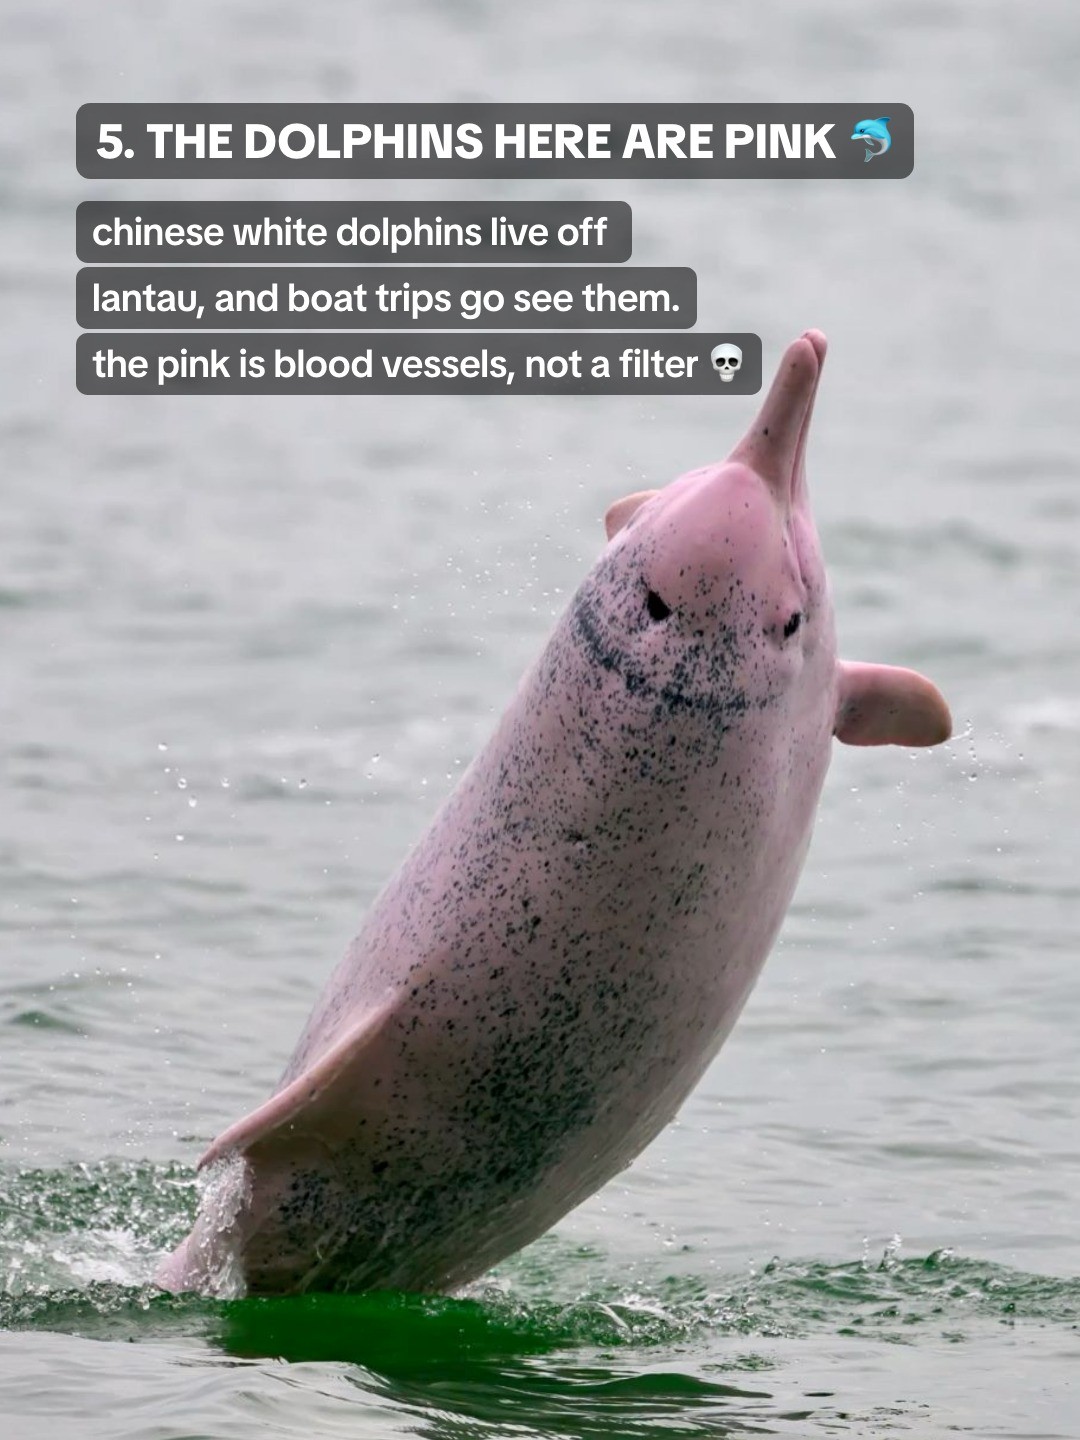 5. THE DOLPHINS HERE ARE PINK 🐬
chinese white dolphins live off
lantau, and boat trips go see them.
the pink is blood vessels, not a filter 💀